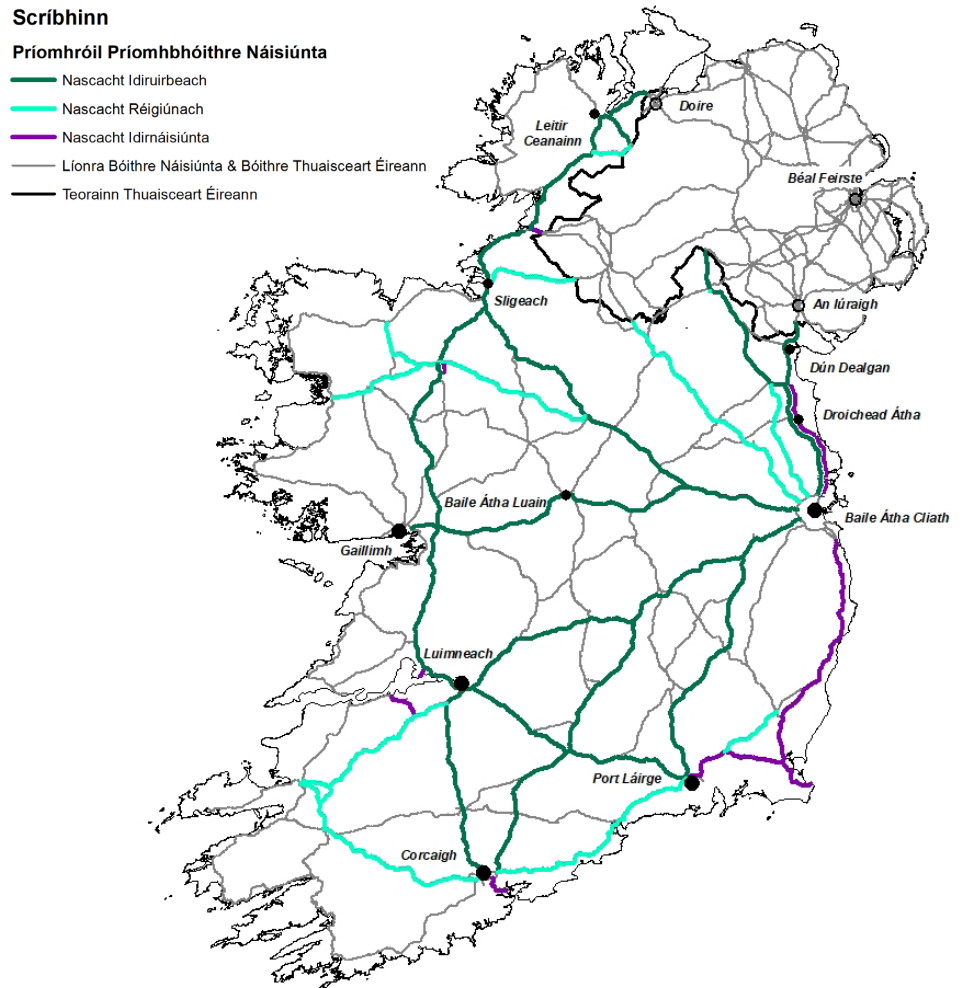 Scríbhinn
Príomhróil Príomhbhóithre Náisiúnta
Nascacht Idiruirbeach
Nascacht Réigiúnach
Nascacht Idirnáisiúnta
Líonra Bóithre Náisiúnta & Bóithre Thuaisceart Éireann
Teorainn Thuaisceart Éireann
Doire
Leitir
Ceanainn
Béal Feirste
Sligeach
An Iúraigh
Dún Dealgan
Droichead Átha
Baile Átha Luain
Baile Átha Cliath
Gaillimh
Luimneach
Port Láirge
Corcaigh